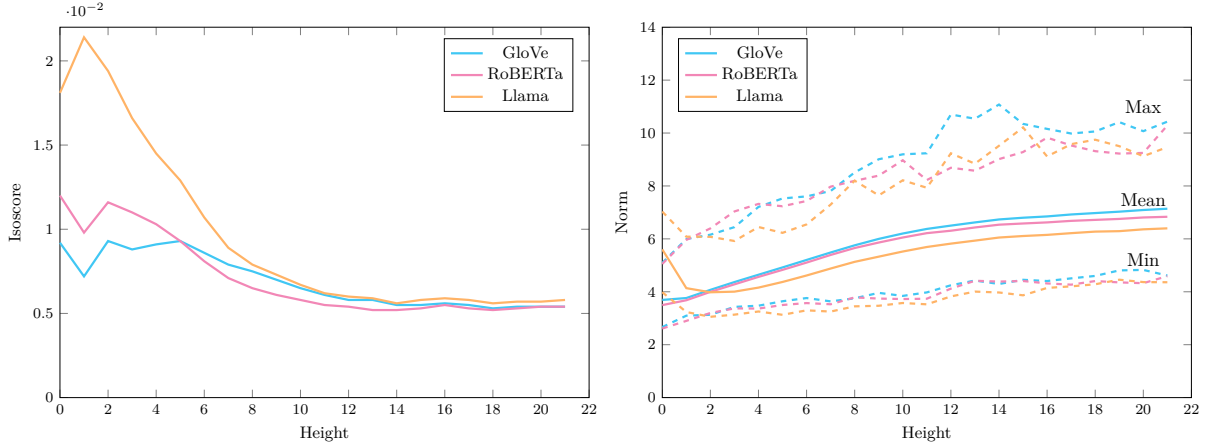 ·10⁻²
2
1.5
1
0.5
0
0 2 4 6 8 10 12 14 16 18 20 22
Isoscore
Height
GloVe
RoBERTa
Llama
14
12
10
8
6
4
2
0
0 2 4 6 8 10 12 14 16 18 20 22
Norm
Height
GloVe
RoBERTa
Llama
Max
Mean
Min